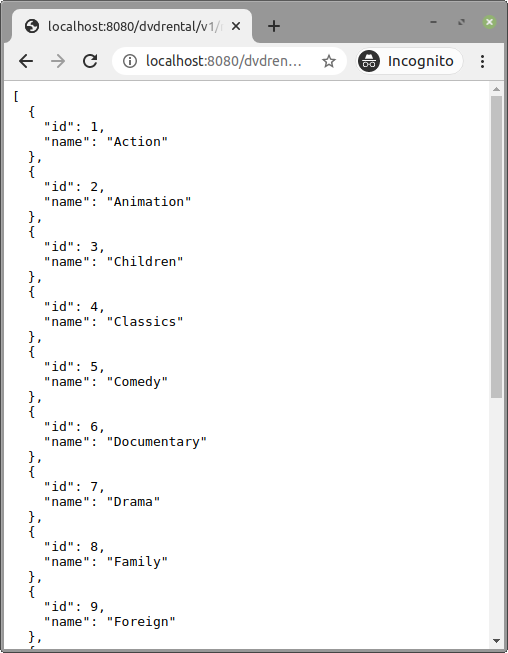 localhost:8080/dvdrental/v1/
localhost:8080/dvdren... Incognito
[
  {
    "id": 1,
    "name": "Action"
  },
  {
    "id": 2,
    "name": "Animation"
  },
  {
    "id": 3,
    "name": "Children"
  },
  {
    "id": 4,
    "name": "Classics"
  },
  {
    "id": 5,
    "name": "Comedy"
  },
  {
    "id": 6,
    "name": "Documentary"
  },
  {
    "id": 7,
    "name": "Drama"
  },
  {
    "id": 8,
    "name": "Family"
  },
  {
    "id": 9,
    "name": "Foreign"
  },